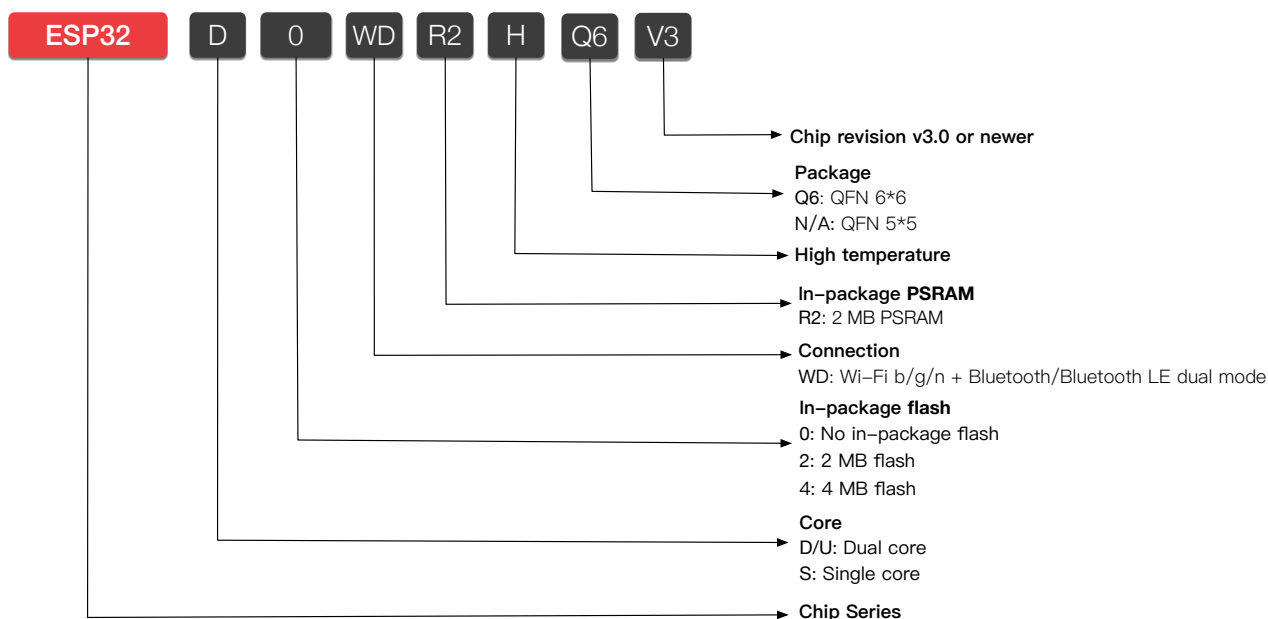 ESP32 D 0 WD R2 H Q6 V3
Chip revision v3.0 or newer
Package
Q6: QFN 6*6
N/A: QFN 5*5
High temperature
In-package PSRAM
R2: 2 MB PSRAM
Connection
WD: Wi-Fi b/g/n + Bluetooth/Bluetooth LE dual mode
In-package flash
0: No in-package flash
2: 2 MB flash
4: 4 MB flash
Core
D/U: Dual core
S: Single core
Chip Series